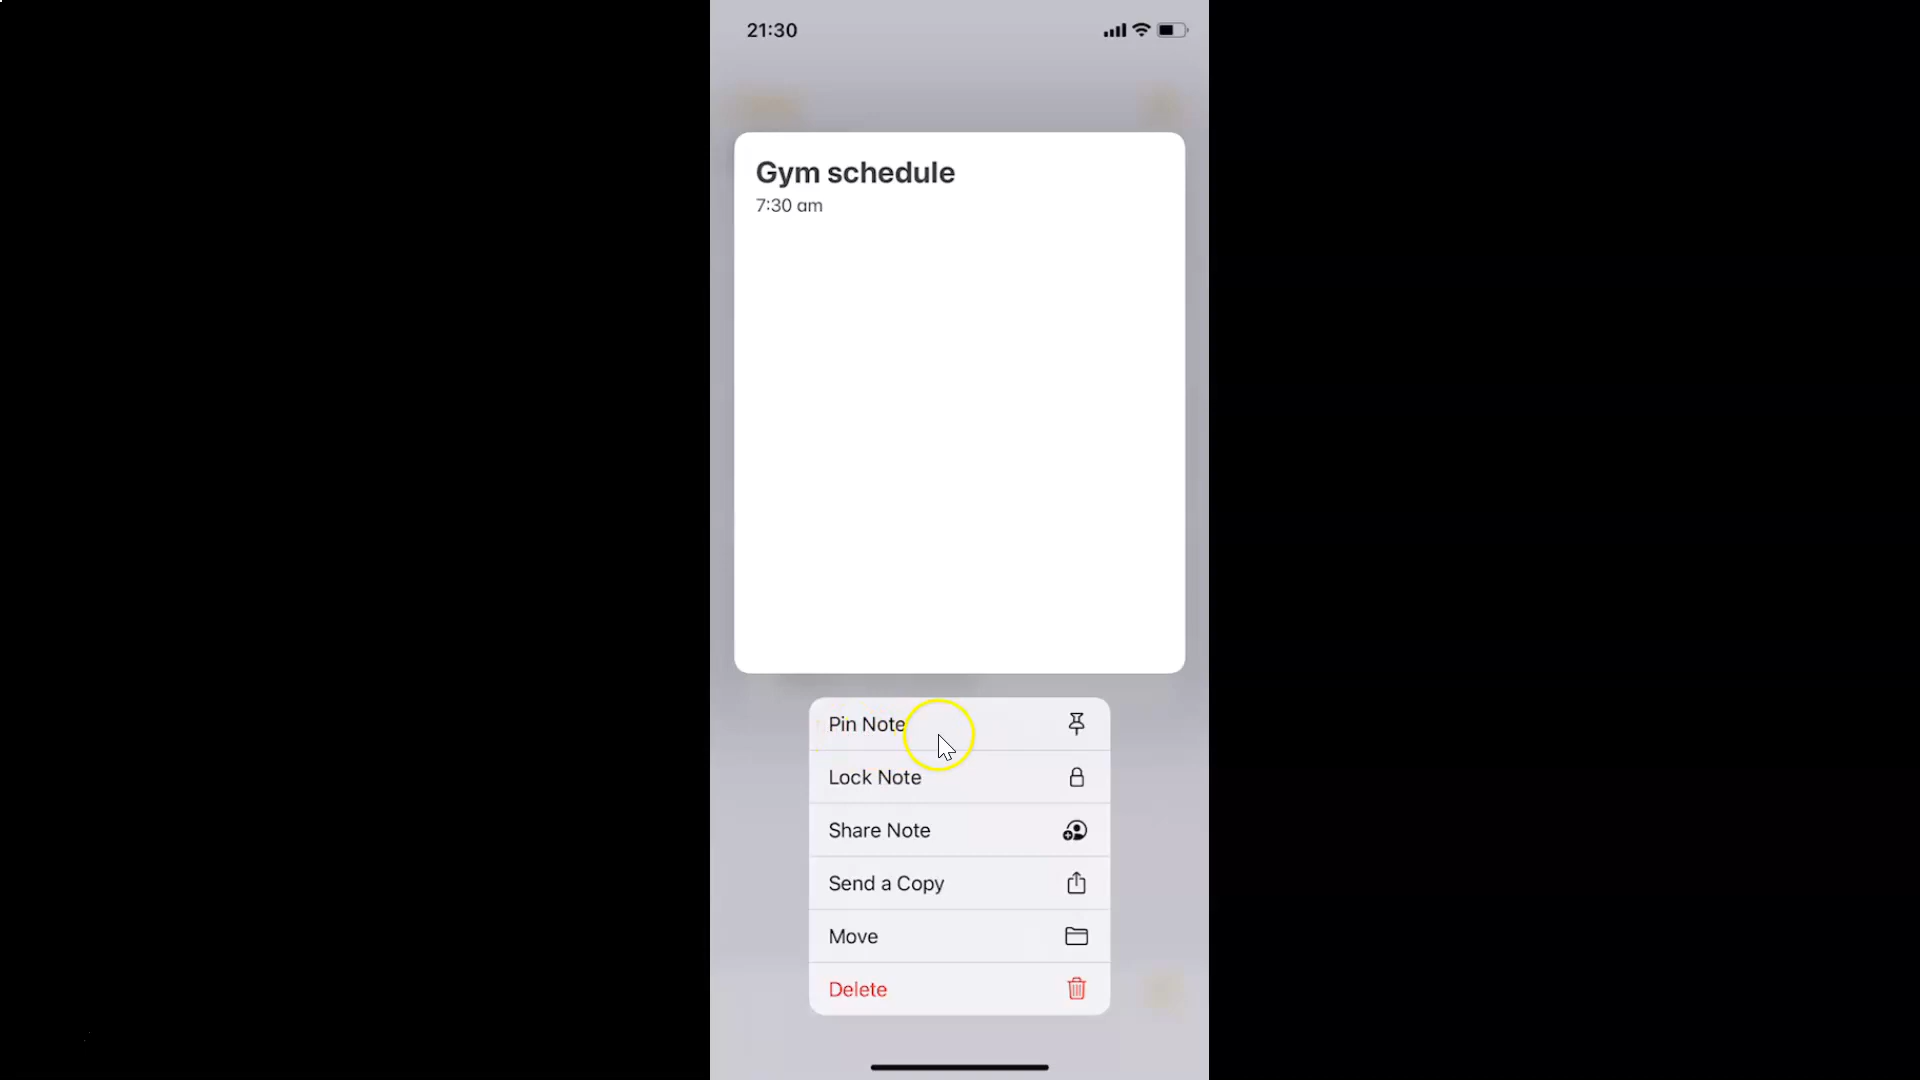 21:30
Gym schedule
7:30 am
Pin Note
Lock Note
Share Note
Send a Copy
Move
Delete